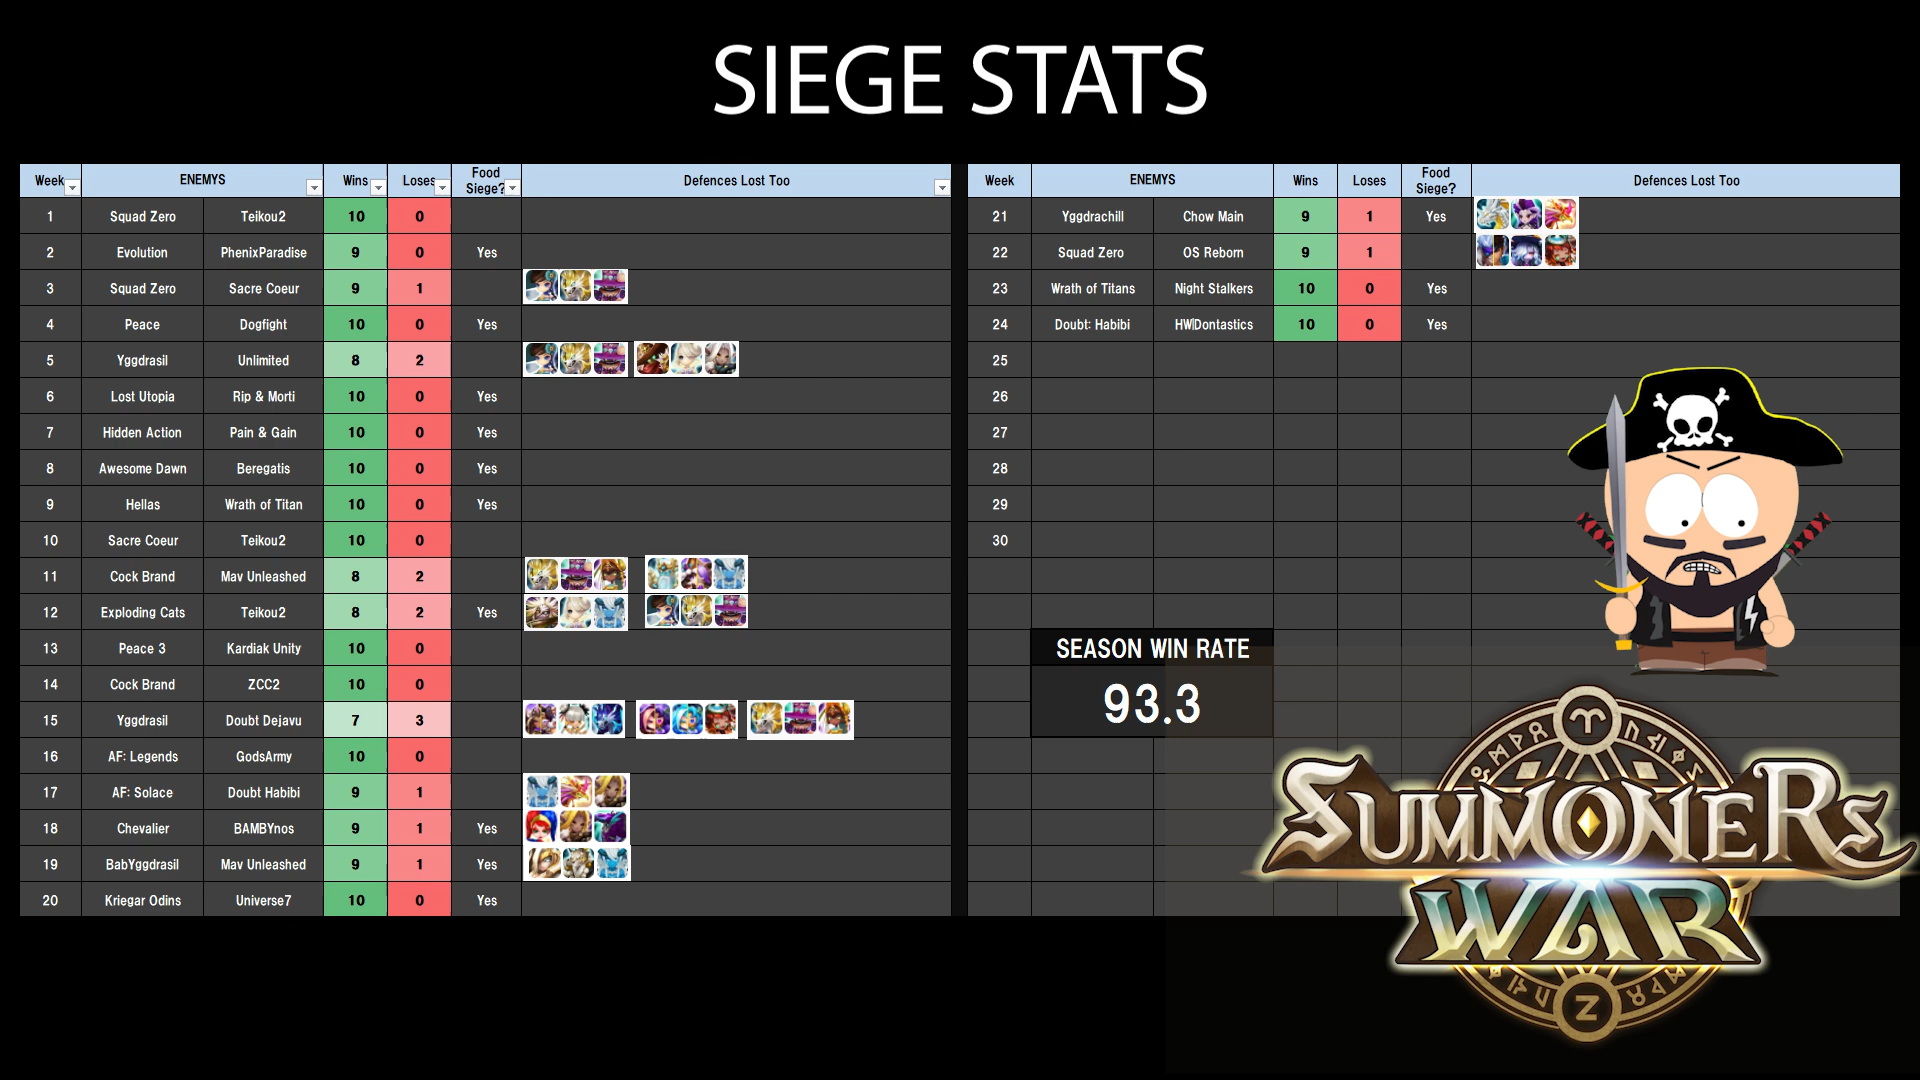 SIEGE STATS
Week ENEMYS Wins Loses Food Siege? Defences Lost Too
1 Squad Zero Teikou2 10 0
2 Evolution PhenixParadise 9 0 Yes
3 Squad Zero Sacre Coeur 9 1
4 Peace Dogfight 10 0 Yes
5 Yggdrasil Unlimited 8 2
6 Lost Utopia Rip & Morti 10 0 Yes
7 Hidden Action Pain & Gain 10 0 Yes
8 Awesome Dawn Beregatis 10 0 Yes
9 Hellas Wrath of Titan 10 0 Yes
10 Sacre Coeur Teikou2 10 0
11 Cock Brand Mav Unleashed 8 2
12 Exploding Cats Teikou2 8 2 Yes
13 Peace 3 Kardiak Unity 10 0
14 Cock Brand ZCC2 10 0
15 Yggdrasil Doubt Dejavu 7 3
16 AF: Legends GodsArmy 10 0
17 AF: Solace Doubt Habibi 9 1
18 Chevalier BAMBYnos 9 1 Yes
19 BabYggdrasil Mav Unleashed 9 1 Yes
20 Kriegar Odins Universe7 10 0 Yes
Week ENEMYS Wins Loses Food Siege? Defences Lost Too
21 Yggdrachill Chow Main 9 1 Yes
22 Squad Zero OS Reborn 9 1
23 Wrath of Titans Night Stalkers 10 0 Yes
24 Doubt: Habibi HW|Dontastics 10 0 Yes
25
26
27
28
29
30
SEASON WIN RATE
93.3
SUMMONERS
WAR